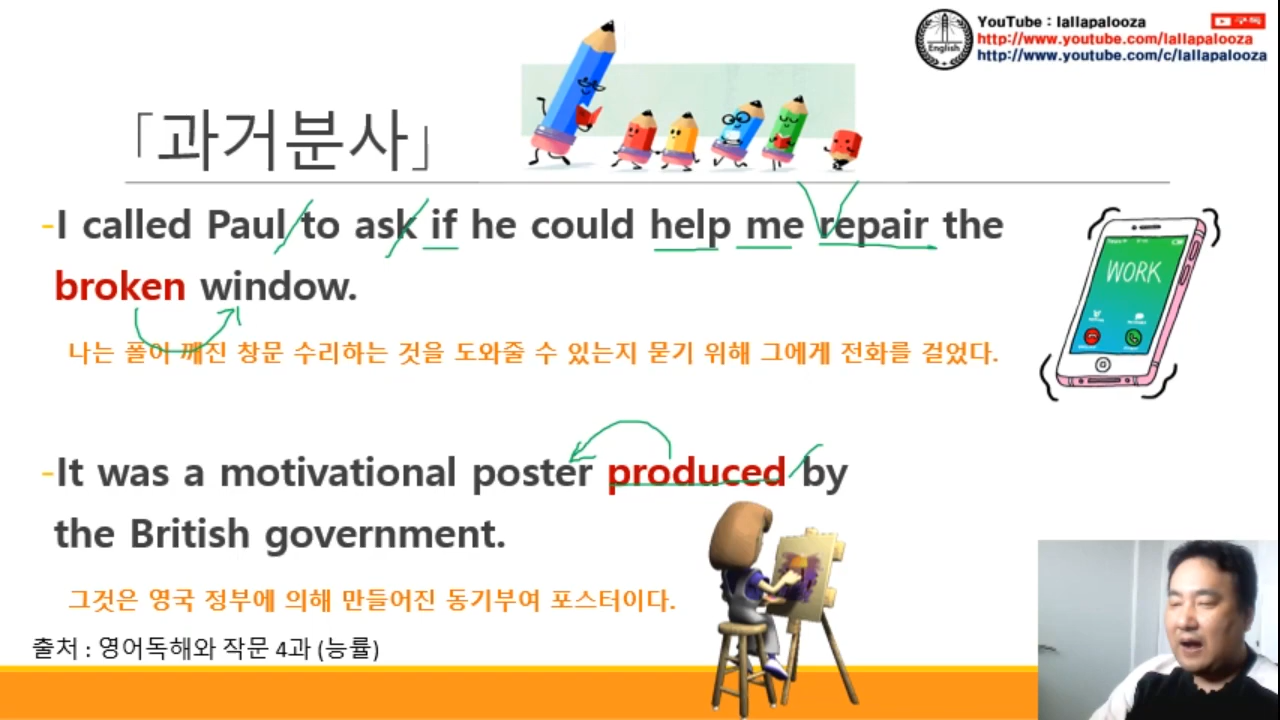 YouTube : lallapalooza
구독
http://www.youtube.com/lallapalooza
http://www.youtube.com/c/lallapalooza
English
「과거분사」
-I called Paul to ask if he could help me repair the
broken window.
나는 폴이 깨진 창문 수리하는 것을 도와줄 수 있는지 묻기 위해 그에게 전화를 걸었다.
WORK
-It was a motivational poster produced by
the British government.
그것은 영국 정부에 의해 만들어진 동기부여 포스터이다.
출처 : 영어독해와 작문 4과 (능률)